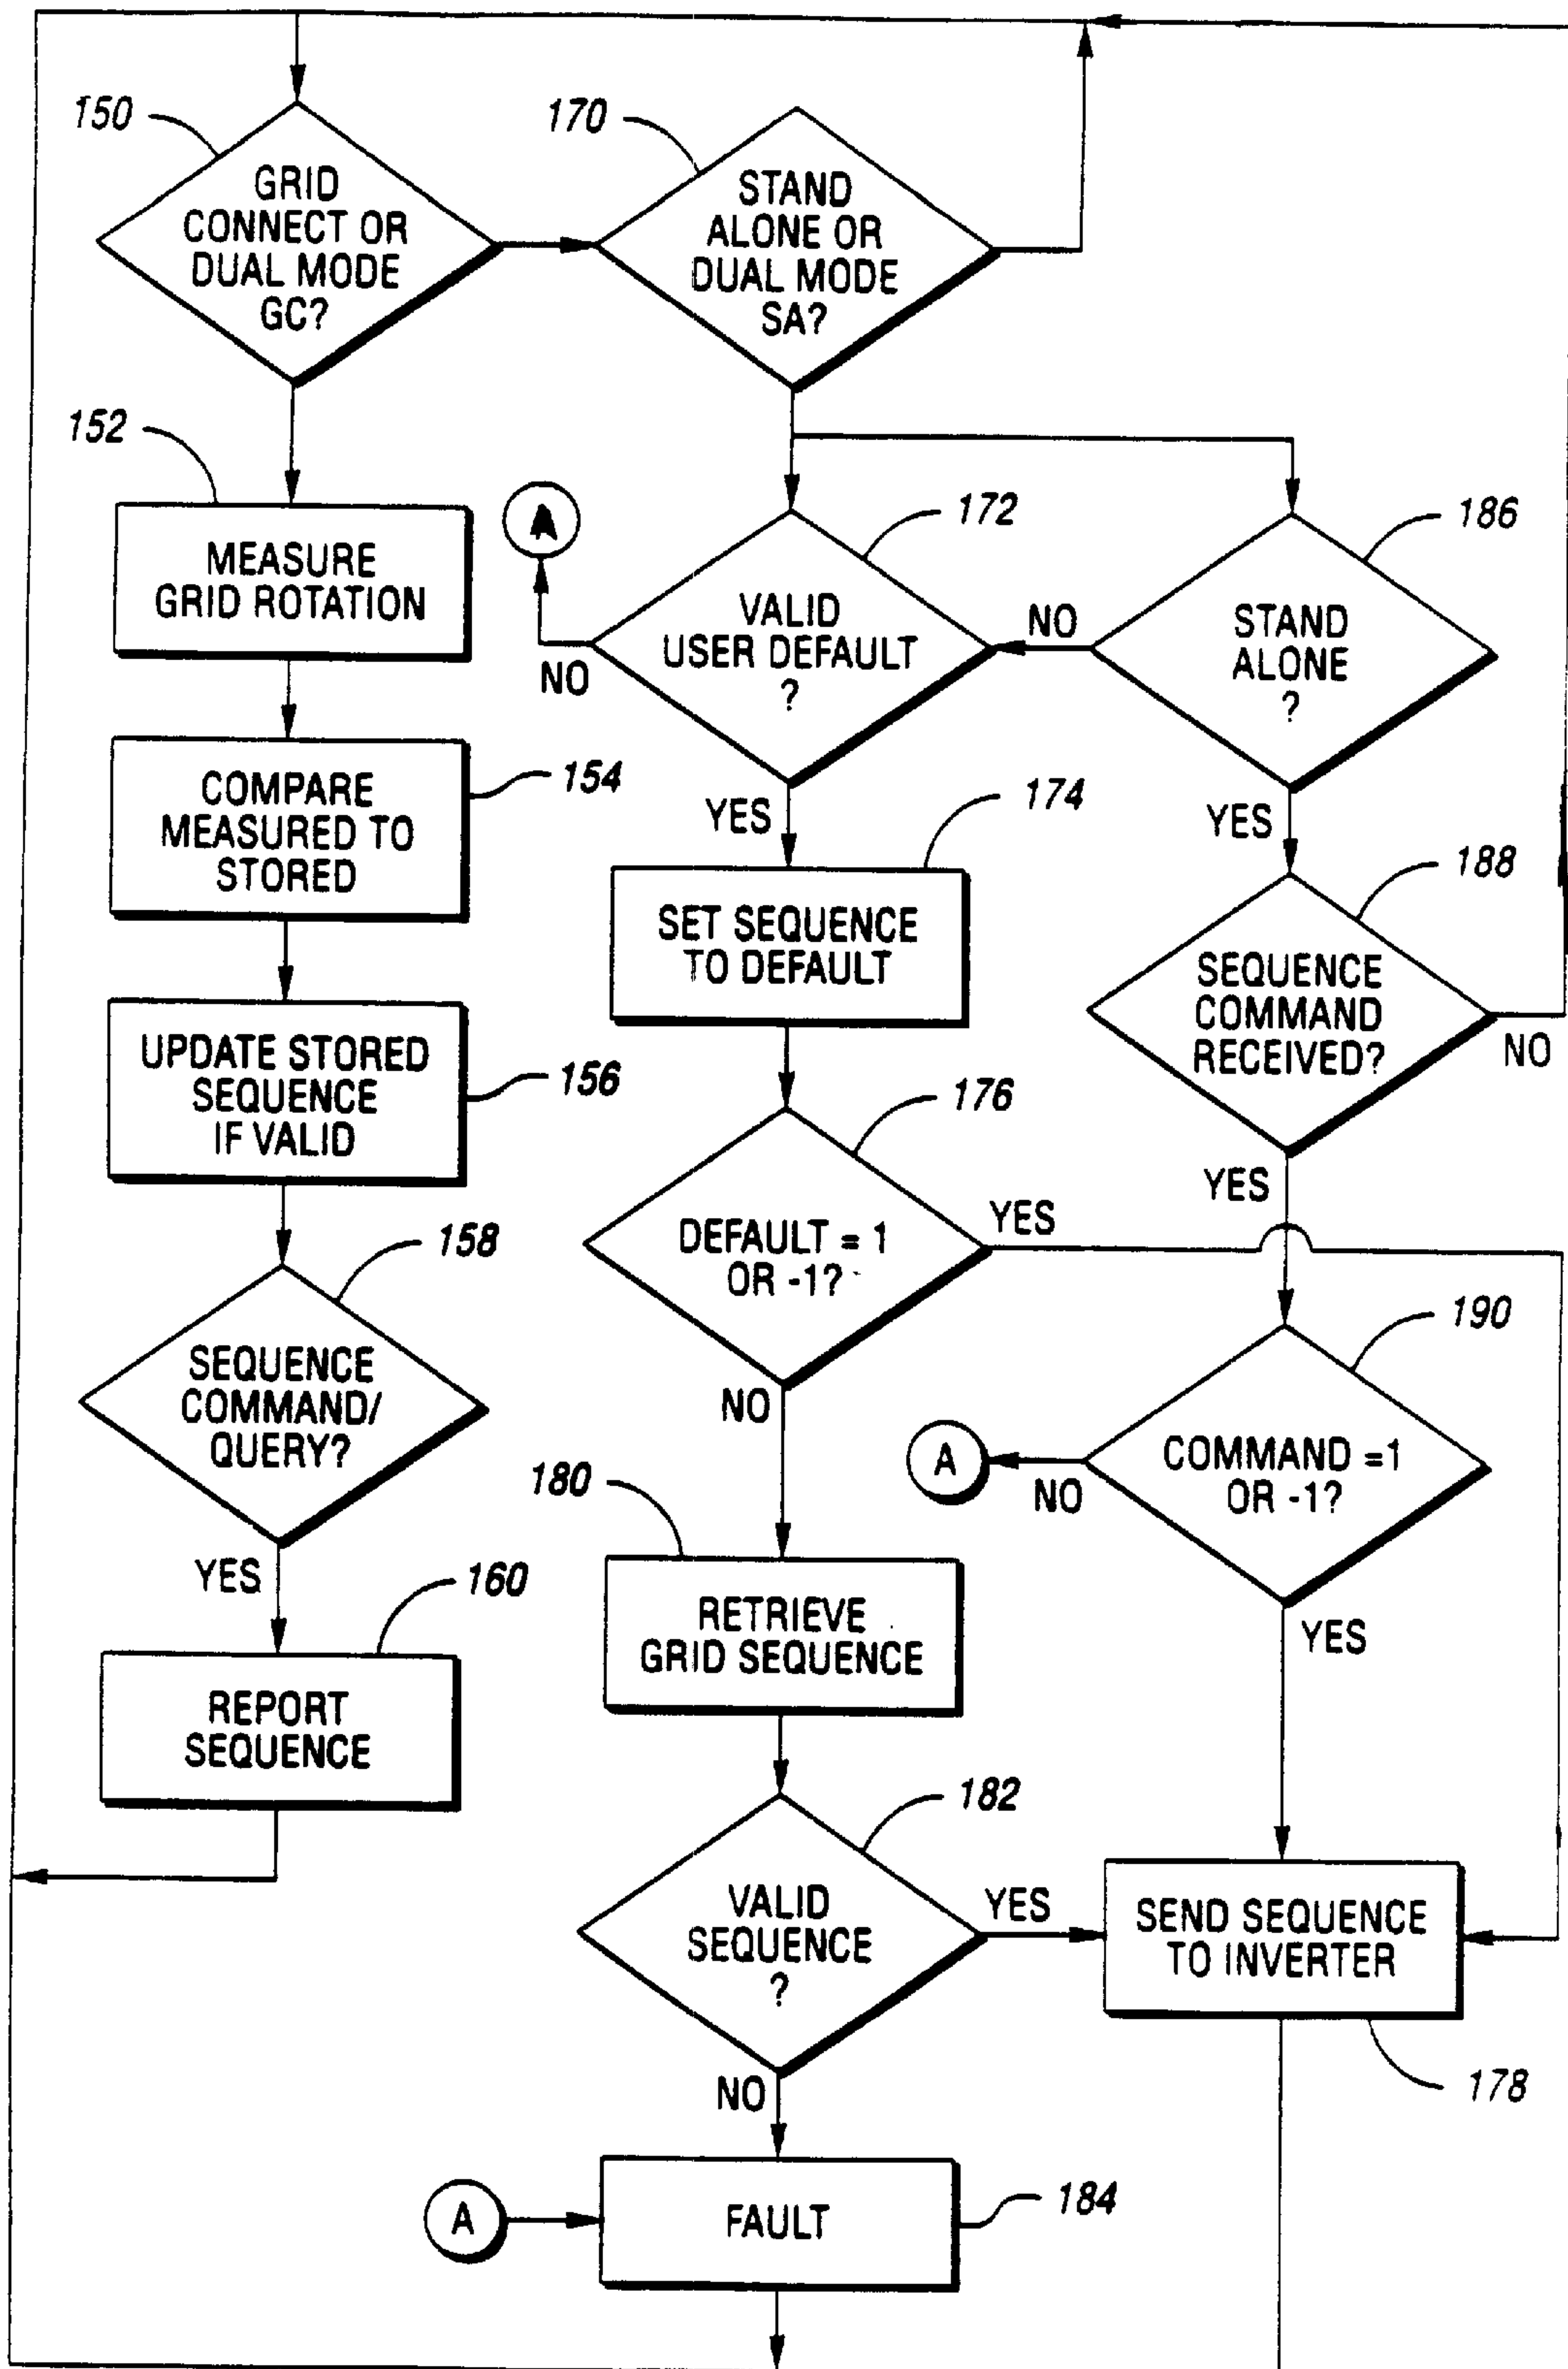 150
GRID
CONNECT OR
DUAL MODE
GC?
170
STAND
ALONE OR
DUAL MODE
SA?
152
MEASURE
GRID ROTATION
A
172
VALID
USER DEFAULT
?
NO
YES
186
STAND
ALONE
?
NO
YES
COMPARE
MEASURED TO
STORED
154
174
SET SEQUENCE
TO DEFAULT
188
SEQUENCE
COMMAND
RECEIVED?
NO
YES
UPDATE STORED
SEQUENCE
IF VALID
156
176
DEFAULT = 1
OR -1?
YES
NO
158
SEQUENCE
COMMAND/
QUERY?
YES
190
COMMAND =1
OR -1?
A
NO
YES
160
REPORT
SEQUENCE
180
RETRIEVE
GRID SEQUENCE
182
VALID
SEQUENCE
?
YES
NO
SEND SEQUENCE
TO INVERTER
178
A
FAULT
184